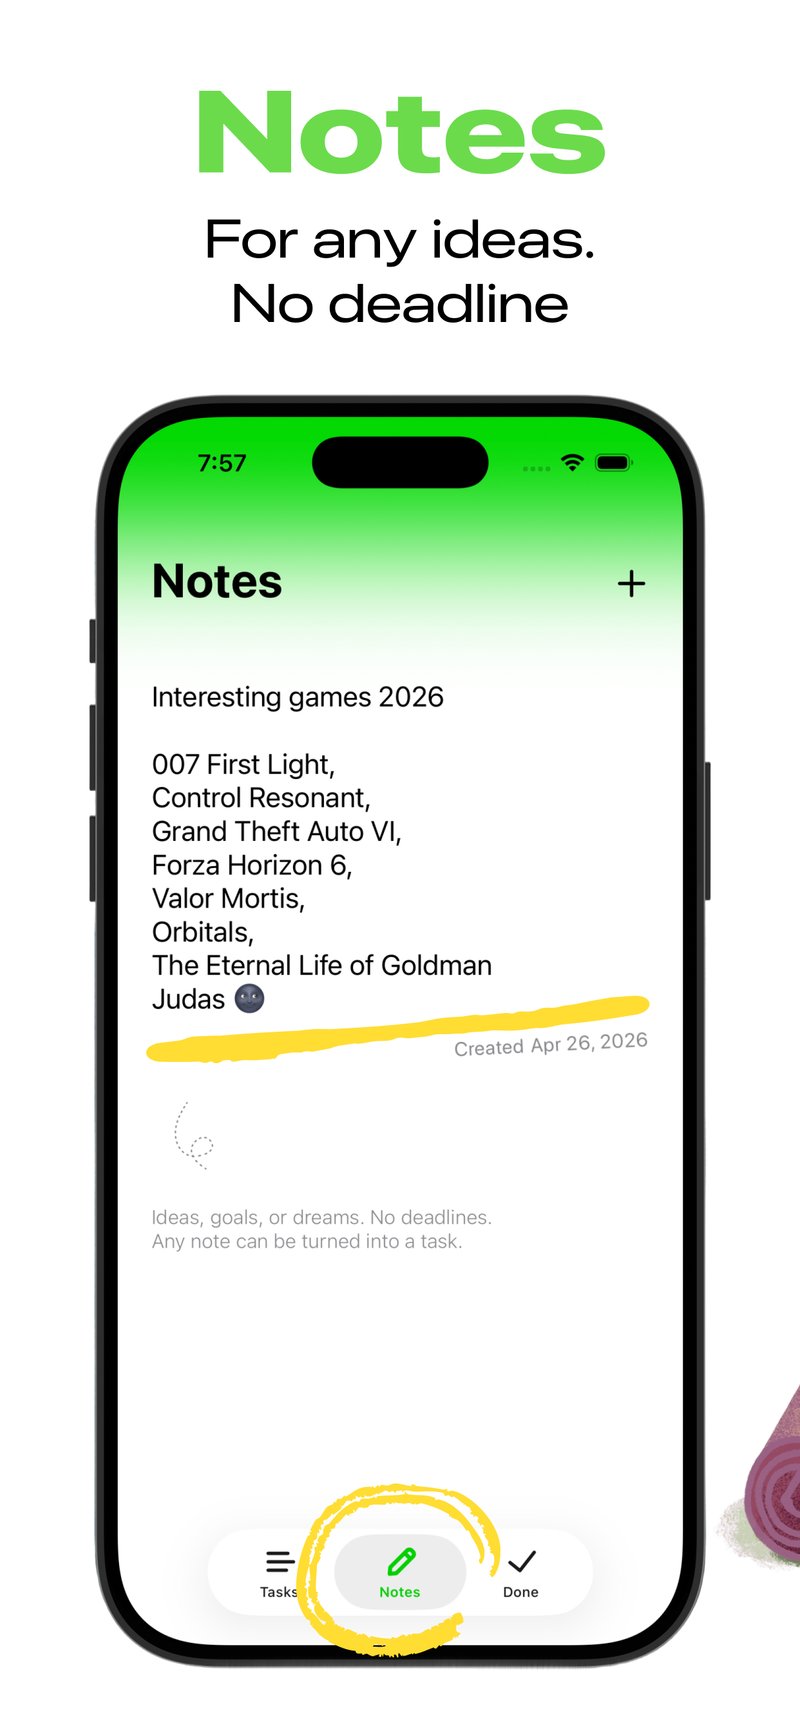 Notes
For any ideas.
No deadline
7:57
Notes
Interesting games 2026
007 First Light,
Control Resonant,
Grand Theft Auto VI,
Forza Horizon 6,
Valor Mortis,
Orbitals,
The Eternal Life of Goldman
Judas 🌚
Created Apr 26, 2026
Ideas, goals, or dreams. No deadlines.
Any note can be turned into a task.
Tasks
Notes
Done